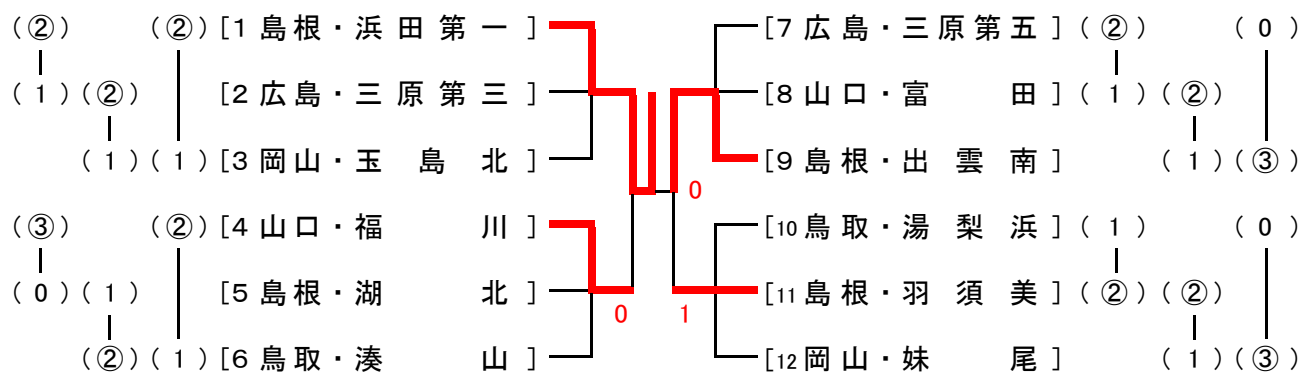 (②) (②) [1 島根・浜田第一] [7 広島・三原第五] (②) (0)
(1) (②) [2 広島・三原第三] [8 山口・富田] (1) (②)
(1) (1) [3 岡山・玉島北] [9 島根・出雲南] (1) (③)
0
(③) (②) [4 山口・福川] [10 鳥取・湯梨浜] (1) (0)
(0) (1) [5 島根・湖北] [11 島根・羽須美] (②) (②)
0 1
(②) (1) [6 鳥取・湊山] [12 岡山・妹尾] (1) (③)